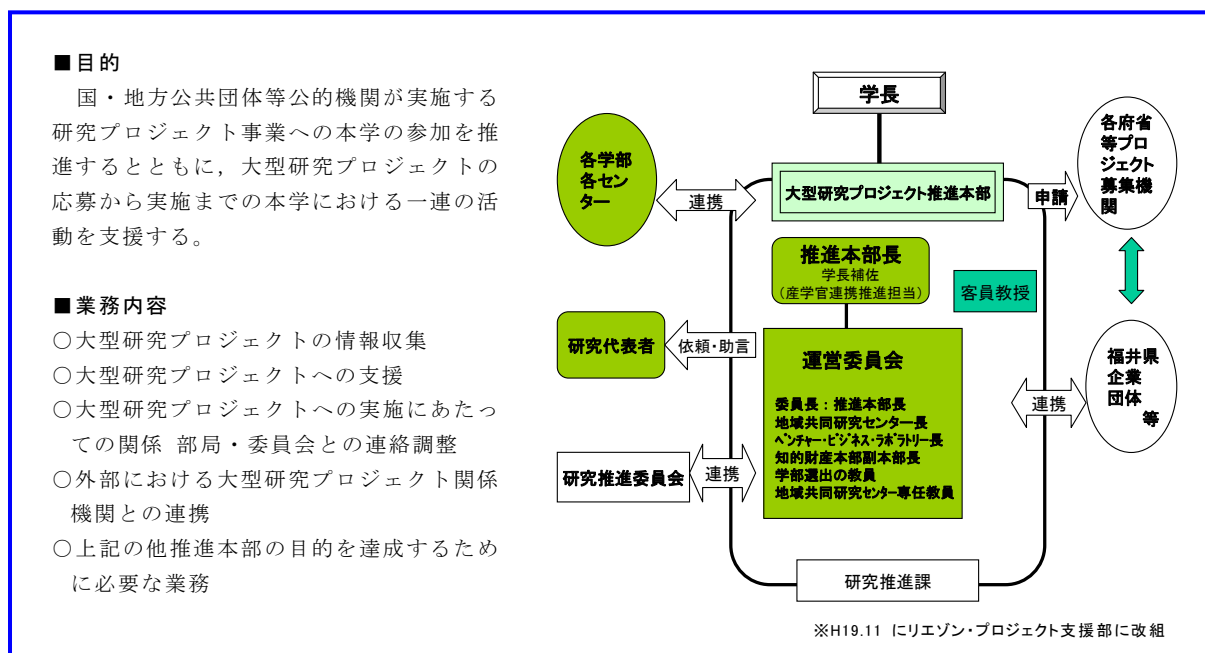 ■目的
国・地方公共団体等公的機関が実施する
研究プロジェクト事業への本学の参加を推
進するとともに，大型研究プロジェクトの
応募から実施までの本学における一連の活
動を支援する。
■業務内容
○大型研究プロジェクトの情報収集
○大型研究プロジェクトへの支援
○大型研究プロジェクトへの実施にあたっ
ての関係 部局・委員会との連絡調整
○外部における大型研究プロジェクト関係
機関との連携
○上記の他推進本部の目的を達成するため
に必要な業務
学長
各学部
各セン
ター
連携
大型研究プロジェクト推進本部
申請
各府省
等プロ
ジェクト
募集機
関
推進本部長
学長補佐
（産学官連携推進担当）
客員教授
研究代表者
依頼・助言
運営委員会
委員長：推進本部長
地域共同研究センター長
ﾍﾞﾝﾁｬｰ・ﾋﾞｼﾞﾈｽ・ﾗﾎﾞﾗﾄﾘｰ長
知的財産本部副本部長
学部選出の教員
地域共同研究ｾﾝﾀｰ専任教員
連携
福井県
企業
団体
等
研究推進委員会
連携
研究推進課
※H19.11 にリエゾン・プロジェクト支援部に改組